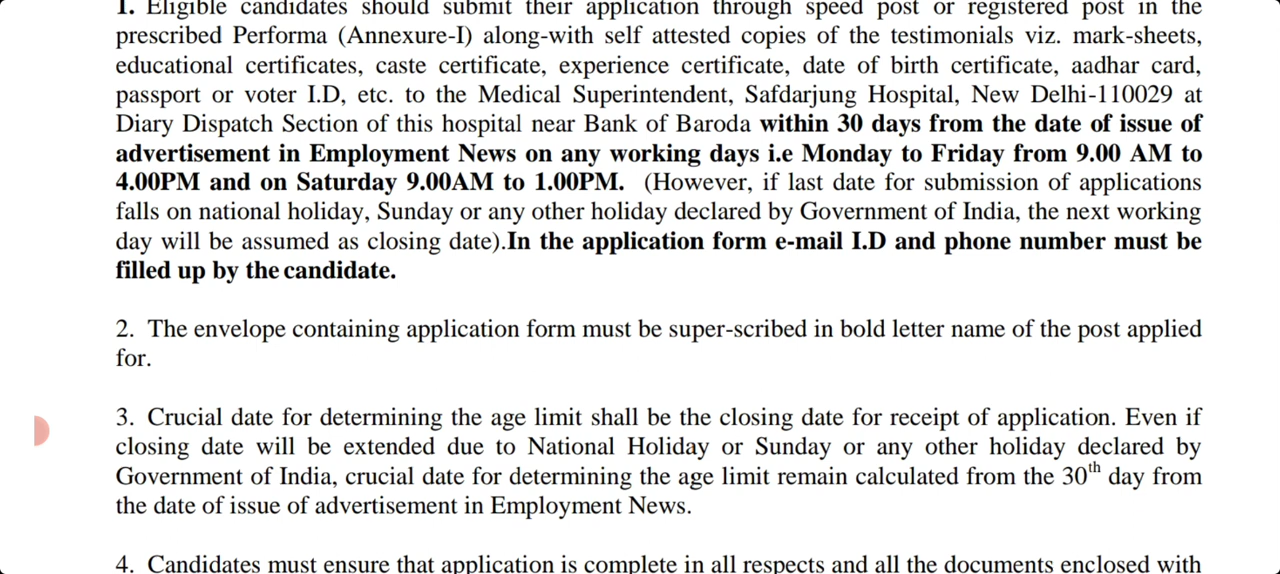 1. Eligible candidates should submit their application through speed post or registered post in the
prescribed Performa (Annexure-I) along-with self attested copies of the testimonials viz. mark-sheets,
educational certificates, caste certificate, experience certificate, date of birth certificate, aadhar card,
passport or voter I.D, etc. to the Medical Superintendent, Safdarjung Hospital, New Delhi-110029 at
Diary Dispatch Section of this hospital near Bank of Baroda within 30 days from the date of issue of
advertisement in Employment News on any working days i.e Monday to Friday from 9.00 AM to
4.00PM and on Saturday 9.00AM to 1.00PM. (However, if last date for submission of applications
falls on national holiday, Sunday or any other holiday declared by Government of India, the next working
day will be assumed as closing date).In the application form e-mail I.D and phone number must be
filled up by the candidate.
2. The envelope containing application form must be super-scribed in bold letter name of the post applied
for.
3. Crucial date for determining the age limit shall be the closing date for receipt of application. Even if
closing date will be extended due to National Holiday or Sunday or any other holiday declared by
Government of India, crucial date for determining the age limit remain calculated from the 30th day from
the date of issue of advertisement in Employment News.
4. Candidates must ensure that application is complete in all respects and all the documents enclosed with